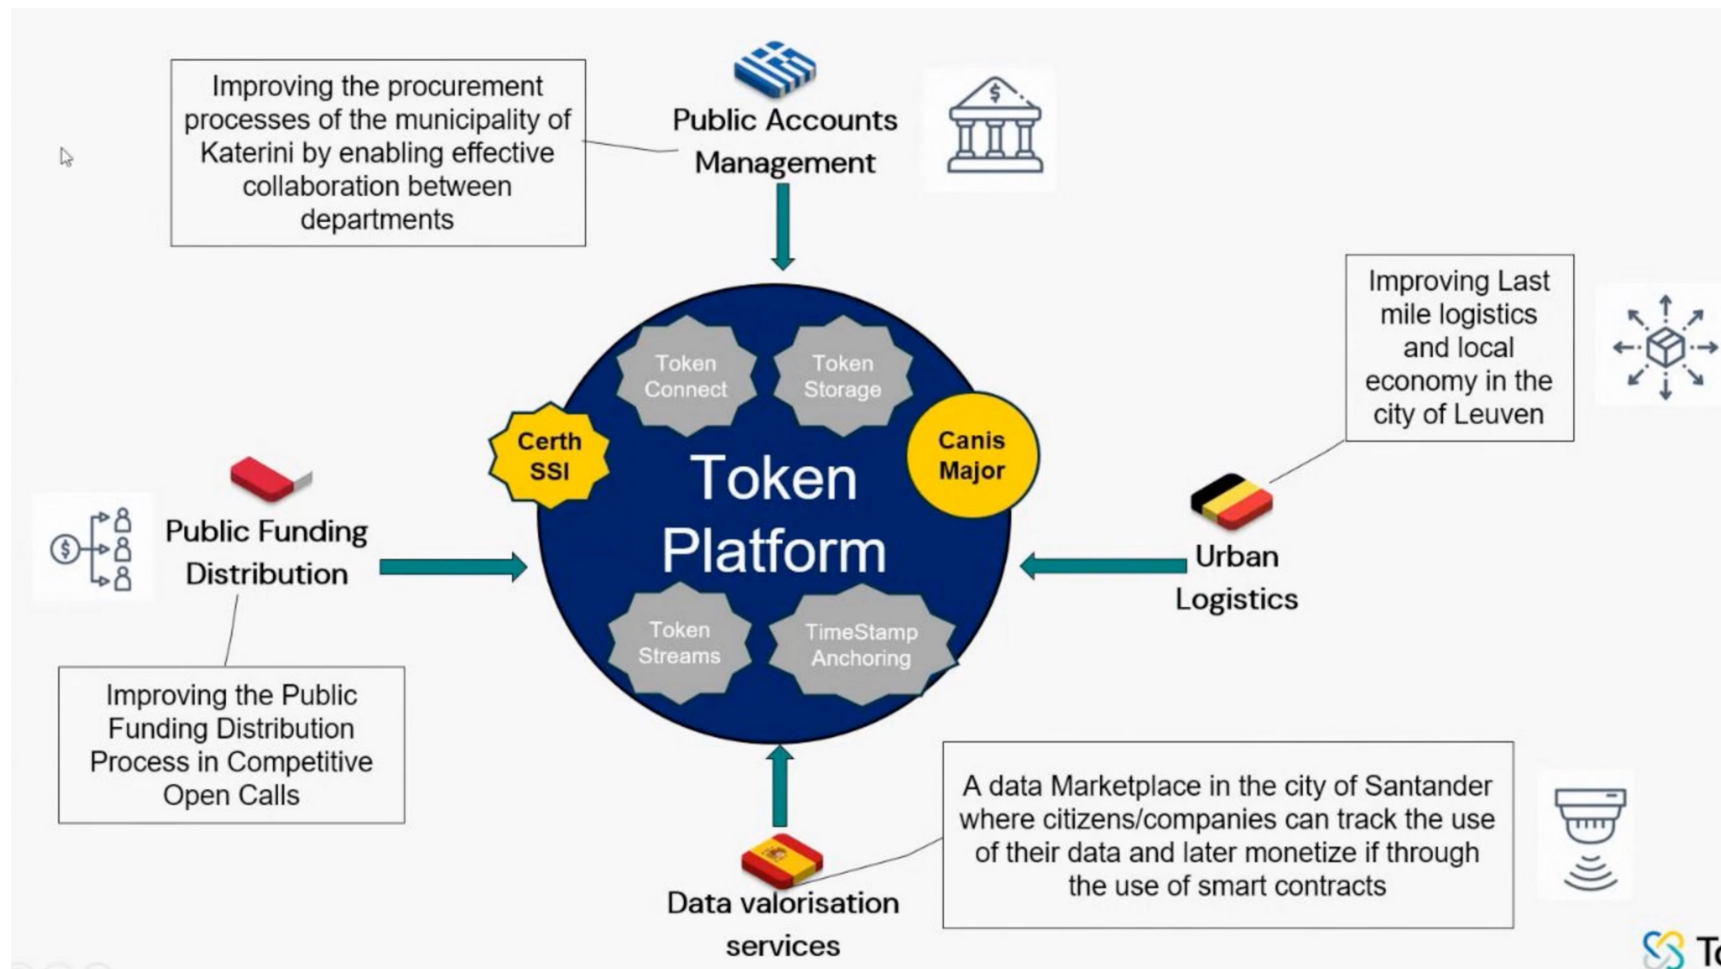 Improving the procurement
processes of the municipality of
Katerini by enabling effective
collaboration between
departments
Public Accounts
Management
Improving Last
mile logistics
and local
economy in the
city of Leuven
Token
Connect
Token
Storage
Certh
SSI
Canis
Major
Token
Platform
Public Funding
Distribution
Urban
Logistics
Token
Streams
TimeStamp
Anchoring
Improving the Public
Funding Distribution
Process in Competitive
Open Calls
A data Marketplace in the city of Santander
where citizens/companies can track the use
of their data and later monetize if through
the use of smart contracts
Data valorisation
services